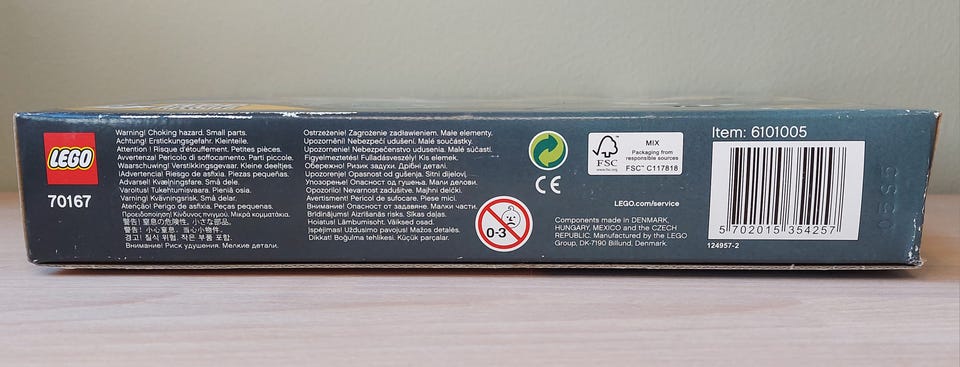 LEGO
70167
Warning! Choking hazard. Small parts.
Achtung! Erstickungsgefahr. Kleinteile.
Attention ! Risque d'étouffement. Petites pièces.
Avvertenza! Pericolo di soffocamento. Parti piccole.
Waarschuwing! Verstikkingsgevaar. Kleine deeltjes.
¡Advertencia! Riesgo de asfixia. Piezas pequeñas.
Advarsel! Kvælningsfare. Små dele.
Varoitus! Tukehtumisvaara. Pieniä osia.
Varning! Kvävningsrisk. Små delar.
Atenção! Perigo de asfixia. Peças pequenas.
Προειδοποίηση! Κίνδυνος πνιγμού. Μικρά κομματάκια.
警告！窒息の危険性。小さな部品。
警告！小心窒息。当心小物件。
경고! 질식 위험. 작은 부품 포함.
Внимание! Риск удушения. Мелкие детали.
Ostrzeżenie! Zagrożenie zadławieniem. Małe elementy.
Upozornění! Nebezpečí udušení. Malé součástky.
Upozornenie! Nebezpečenstvo udusenia. Malé súčasti.
Figyelmeztetés! Fulladásveszély! Kis elemek.
Обережно! Ризик задухи. Дрібні деталі.
Upozorenje! Opasnost od gušenja. Sitni dijelovi.
Упозорење! Опасност од гушења. Мали делови.
Opozorilo! Nevarnost zadušitve. Majhni delčki.
Avertisment! Pericol de sufocare. Piese mici.
Внимание! Опасност от задавяне. Малки части.
Brīdinājums! Aizrīšanās risks. Sīkas daļas.
Hoiatus! Lämbumisoht. Väiksed osad.
Įspėjimas! Uždusimo pavojus! Mažos detalės.
Dikkat! Boğulma tehlikesi. Küçük parçalar.
0-3
CE
FSC
www.fsc.org
MIX
Packaging from
responsible sources
FSC™ C117818
LEGO.com/service
Components made in DENMARK,
HUNGARY, MEXICO and the CZECH
REPUBLIC. Manufactured by the LEGO
Group, DK-7190 Billund, Denmark.
Item: 6101005
5 702015 354257
124957-2